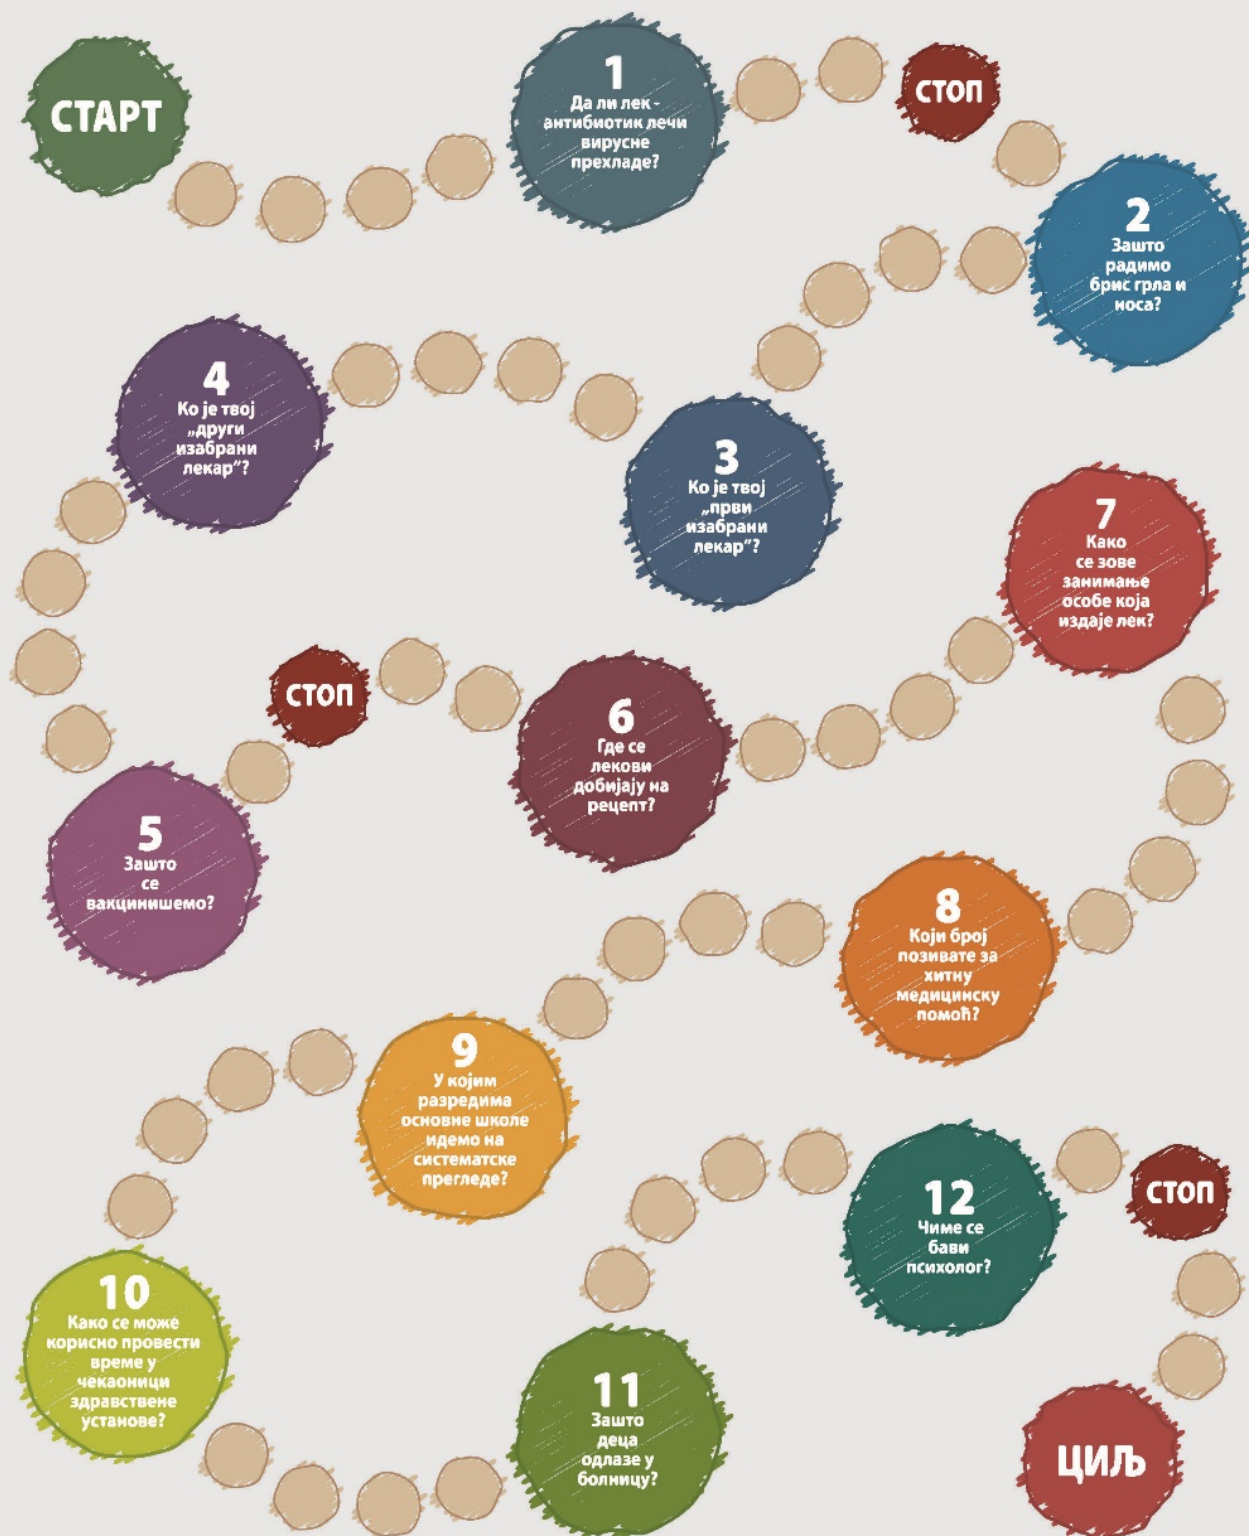 СТАРТ
1
Да ли лек -
антибиотик лечи
вирусне
прехладе?
СТОП
2
Зашто
радимо
брис грла и
носа?
3
Ко је твој
„први
изабрани
лекар”?
4
Ко је твој
„други
изабрани
лекар”?
5
Зашто
се
вакцинишемо?
СТОП
6
Где се
лекови
добијају на
рецепт?
7
Како
се зове
занимање
особе која
издаје лек?
8
Који број
позивате за
хитну
медицинску
помоћ?
9
У којим
разредима
основне школе
идемо на
систематске
прегледе?
10
Како се може
корисно провести
време у
чекаоници
здравствене
установе?
11
Зашто
деца
одлазе у
болницу?
12
Чиме се
бави
психолог?
СТОП
ЦИЉ